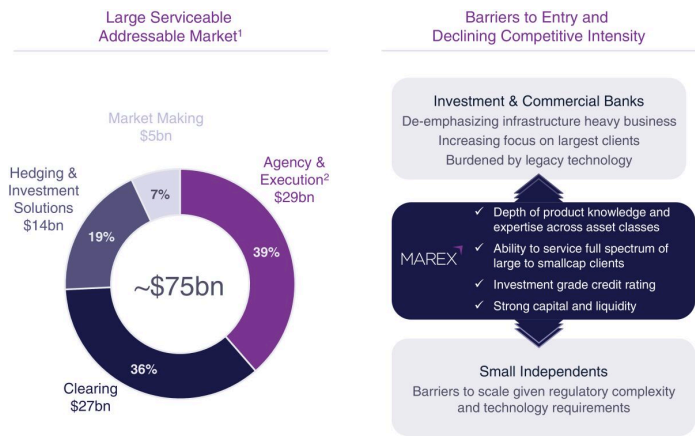 Large Serviceable
Addressable Market¹
Market Making
$5bn
Agency &
Execution²
$29bn
Hedging &
Investment
Solutions
$14bn
7%
19%
39%
~$75bn
36%
Clearing
$27bn
Barriers to Entry and
Declining Competitive Intensity
Investment & Commercial Banks
De-emphasizing infrastructure heavy business
Increasing focus on largest clients
Burdened by legacy technology
MAREX
✓ Depth of product knowledge and
expertise across asset classes
✓ Ability to service full spectrum of
large to smallcap clients
✓ Investment grade credit rating
✓ Strong capital and liquidity
Small Independents
Barriers to scale given regulatory complexity
and technology requirements